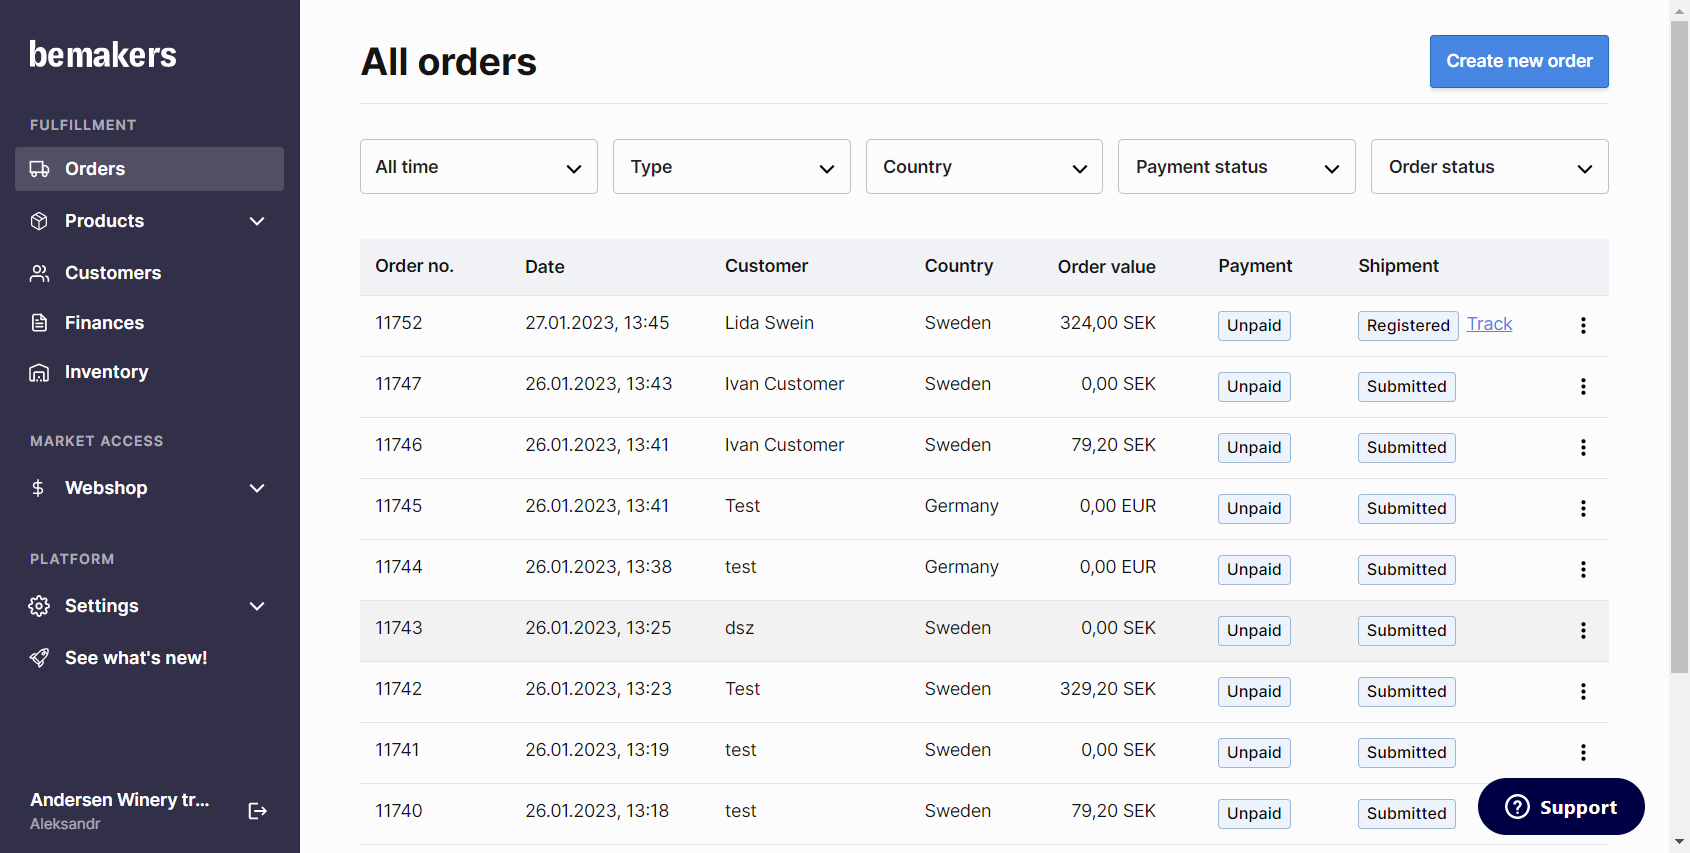 bemakers
FULFILLMENT
Orders
Products
Customers
Finances
Inventory
MARKET ACCESS
Webshop
PLATFORM
Settings
See what's new!
Andersen Winery tr...
Aleksandr
All orders
Create new order
All time Type Country Payment status Order status
Order no. Date Customer Country Order value Payment Shipment
11752 27.01.2023, 13:45 Lida Swein Sweden 324,00 SEK Unpaid Registered Track
11747 26.01.2023, 13:43 Ivan Customer Sweden 0,00 SEK Unpaid Submitted
11746 26.01.2023, 13:41 Ivan Customer Sweden 79,20 SEK Unpaid Submitted
11745 26.01.2023, 13:41 Test Germany 0,00 EUR Unpaid Submitted
11744 26.01.2023, 13:38 test Germany 0,00 EUR Unpaid Submitted
11743 26.01.2023, 13:25 dsz Sweden 0,00 SEK Unpaid Submitted
11742 26.01.2023, 13:23 Test Sweden 329,20 SEK Unpaid Submitted
11741 26.01.2023, 13:19 test Sweden 0,00 SEK Unpaid Submitted
11740 26.01.2023, 13:18 test Sweden 79,20 SEK Unpaid Submitted
Support